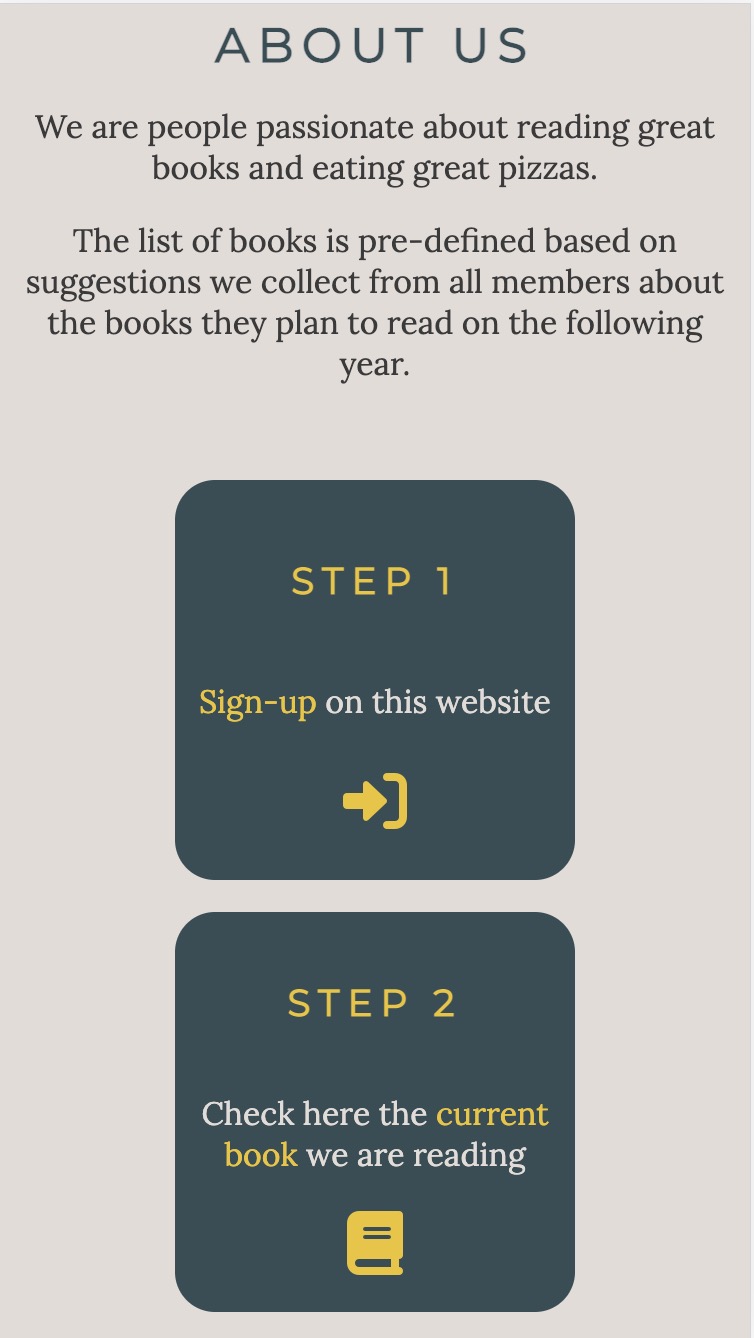 ABOUT US
We are people passionate about reading great
books and eating great pizzas.
The list of books is pre-defined based on
suggestions we collect from all members about
the books they plan to read on the following
year.
STEP 1
Sign-up on this website
STEP 2
Check here the current
book we are reading